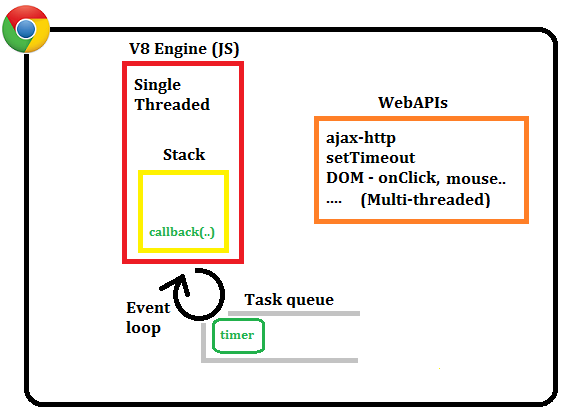 V8 Engine (JS)
Single
Threaded
Stack
callback(..)
WebAPIs
ajax-http
setTimeout
DOM - onClick, mouse..
.... (Multi-threaded)
Event
loop
Task queue
timer